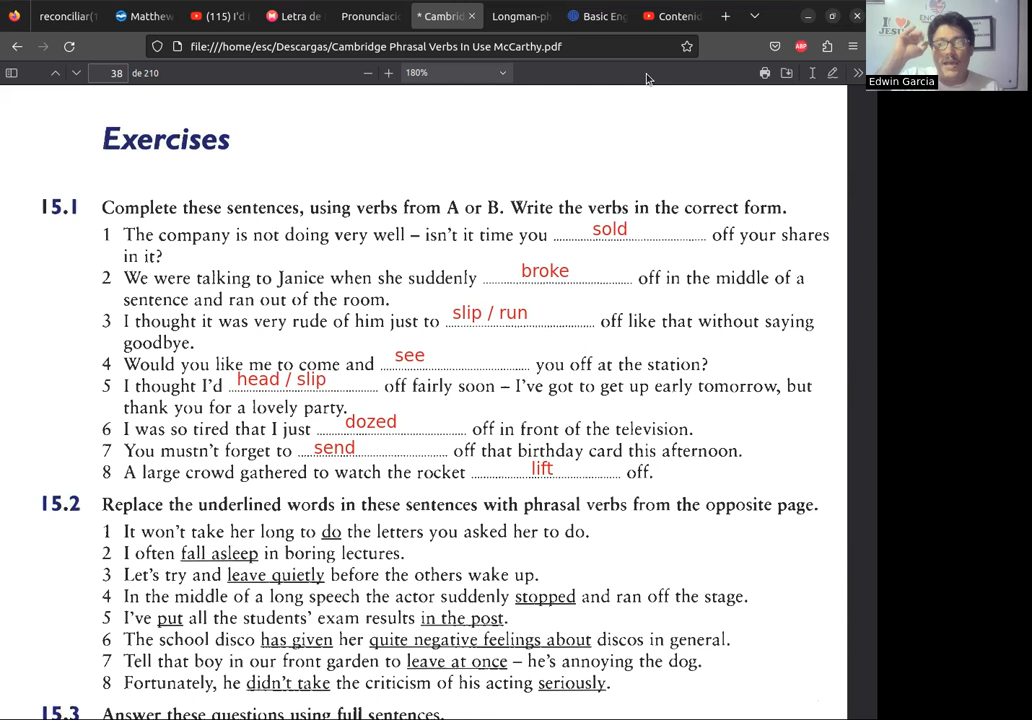 reconciliar(
Matthew
(115) I'd
Letra de
Pronunciaci
* Cambrid
Longman-ph
Basic Eng
Contenid
file:///home/esc/Descargas/Cambridge Phrasal Verbs In Use McCarthy.pdf
ABP
38 de 210
180%
I ♥ JESUS
Edwin Garcia
Exercises
15.1 Complete these sentences, using verbs from A or B. Write the verbs in the correct form.
1 The company is not doing very well – isn't it time you sold off your shares
in it?
2 We were talking to Janice when she suddenly broke off in the middle of a
sentence and ran out of the room.
3 I thought it was very rude of him just to slip / run off like that without saying
goodbye.
4 Would you like me to come and see you off at the station?
5 I thought I'd head / slip off fairly soon – I've got to get up early tomorrow, but
thank you for a lovely party.
6 I was so tired that I just dozed off in front of the television.
7 You mustn't forget to send off that birthday card this afternoon.
8 A large crowd gathered to watch the rocket lift off.
15.2 Replace the underlined words in these sentences with phrasal verbs from the opposite page.
1 It won't take her long to do the letters you asked her to do.
2 I often fall asleep in boring lectures.
3 Let's try and leave quietly before the others wake up.
4 In the middle of a long speech the actor suddenly stopped and ran off the stage.
5 I've put all the students' exam results in the post.
6 The school disco has given her quite negative feelings about discos in general.
7 Tell that boy in our front garden to leave at once – he's annoying the dog.
8 Fortunately, he didn't take the criticism of his acting seriously.
15.3 Answer these questions using full sentences.